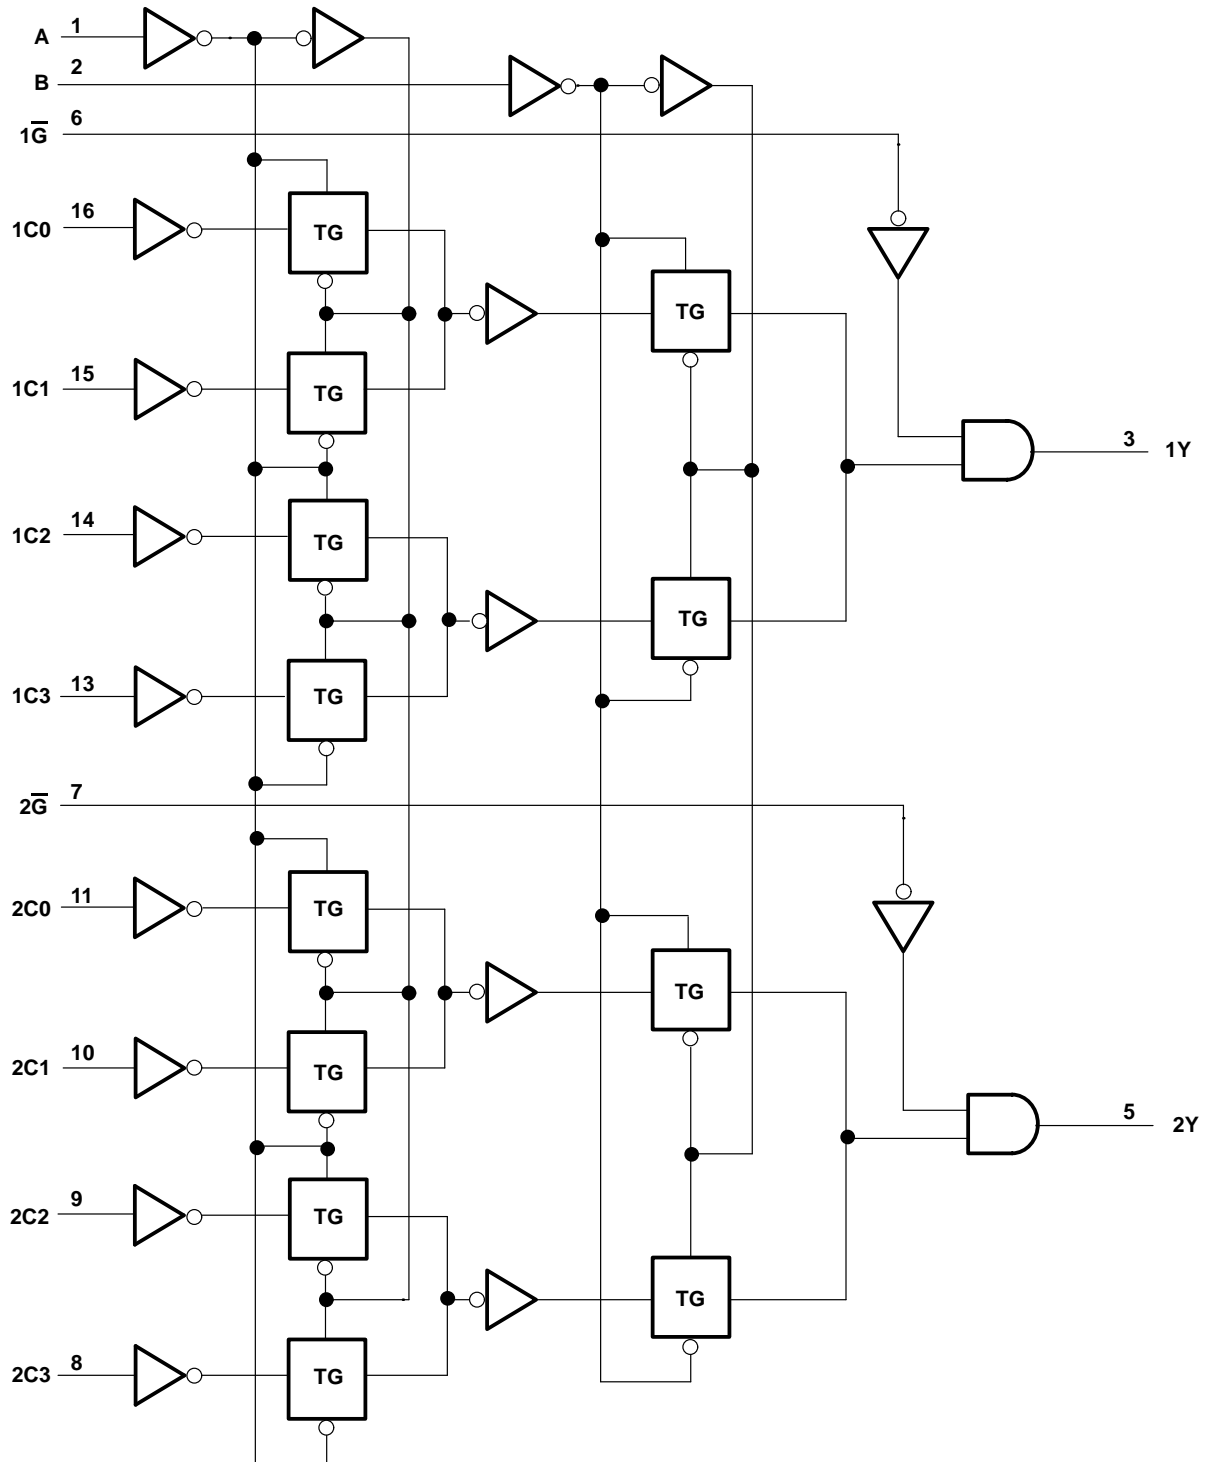 A 1
B 2
1G̅ 6
1C0 16 TG
TG
1C1 15 TG
3 1Y
1C2 14 TG
TG
1C3 13 TG
2G̅ 7
2C0 11 TG
TG
2C1 10 TG
5 2Y
2C2 9 TG
TG
2C3 8 TG